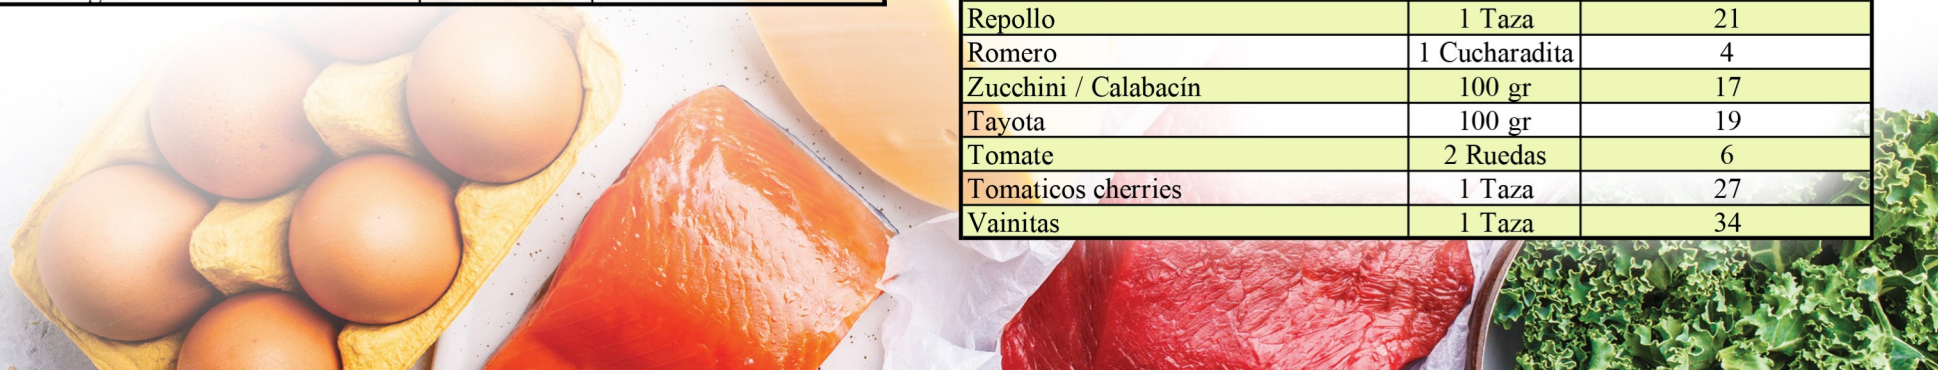 Repollo 1 Taza 21
Romero 1 Cucharadita 4
Zucchini / Calabacín 100 gr 17
Tayota 100 gr 19
Tomate 2 Ruedas 6
Tomaticos cherries 1 Taza 27
Vainitas 1 Taza 34